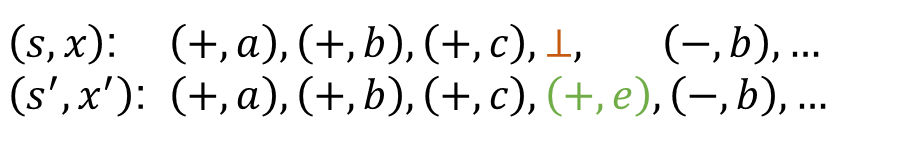 (s, x): (+, a), (+, b), (+, c), ⊥, (−, b), ...
(s′, x′): (+, a), (+, b), (+, c), (+, e), (−, b), ...